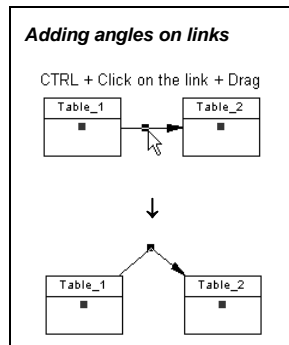 Adding angles on links
CTRL + Click on the link + Drag
Table_1 Table_2
Table_1 Table_2